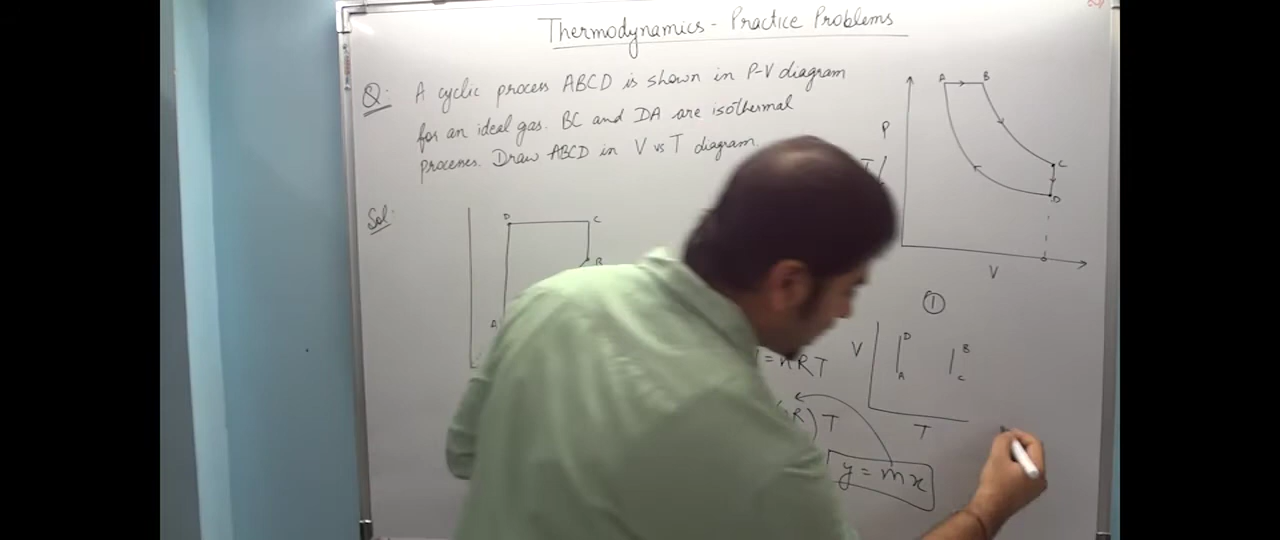 Thermodynamics - Practice Problems
Q: A cyclic process ABCD is shown in P-V diagram
for an ideal gas. BC and DA are isothermal
processes. Draw ABCD in V vs T diagram.
Sol:
A B
C
D
P
V
D C
B
A
1
= nRT
R) T
y = mx
V
D B
A C
T